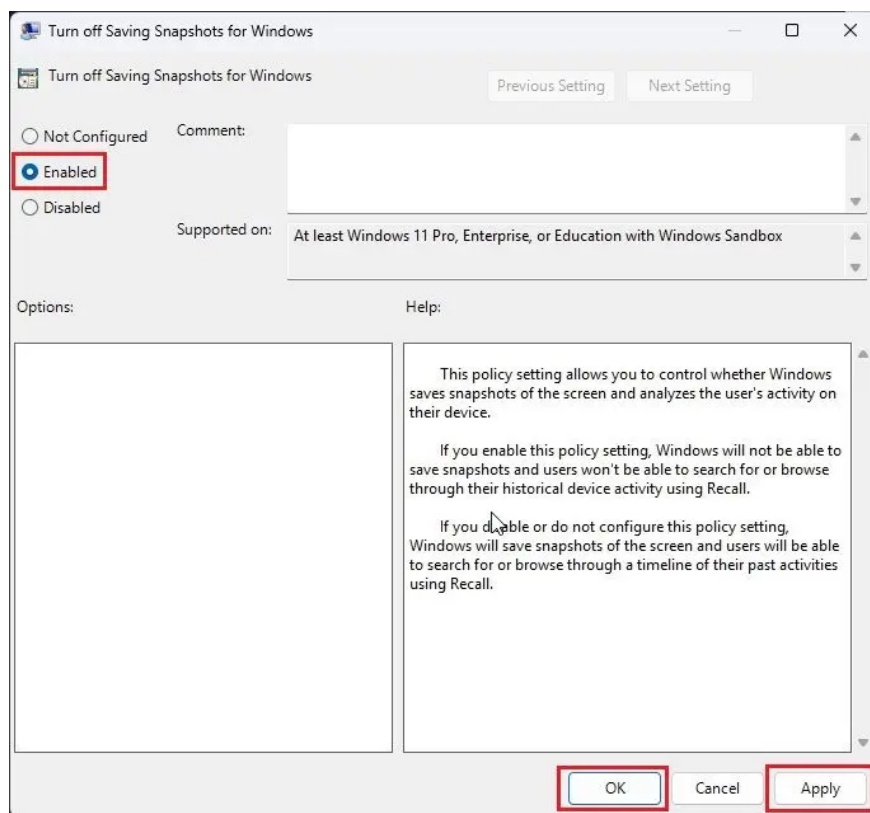 Turn off Saving Snapshots for Windows
Turn off Saving Snapshots for Windows
Previous Setting
Next Setting
Not Configured
Enabled
Disabled
Comment:
Supported on:
At least Windows 11 Pro, Enterprise, or Education with Windows Sandbox
Options:
Help:
This policy setting allows you to control whether Windows
saves snapshots of the screen and analyzes the user's activity on
their device.
If you enable this policy setting, Windows will not be able to
save snapshots and users won't be able to search for or browse
through their historical device activity using Recall.
If you disable or do not configure this policy setting,
Windows will save snapshots of the screen and users will be able
to search for or browse through a timeline of their past activities
using Recall.
OK
Cancel
Apply